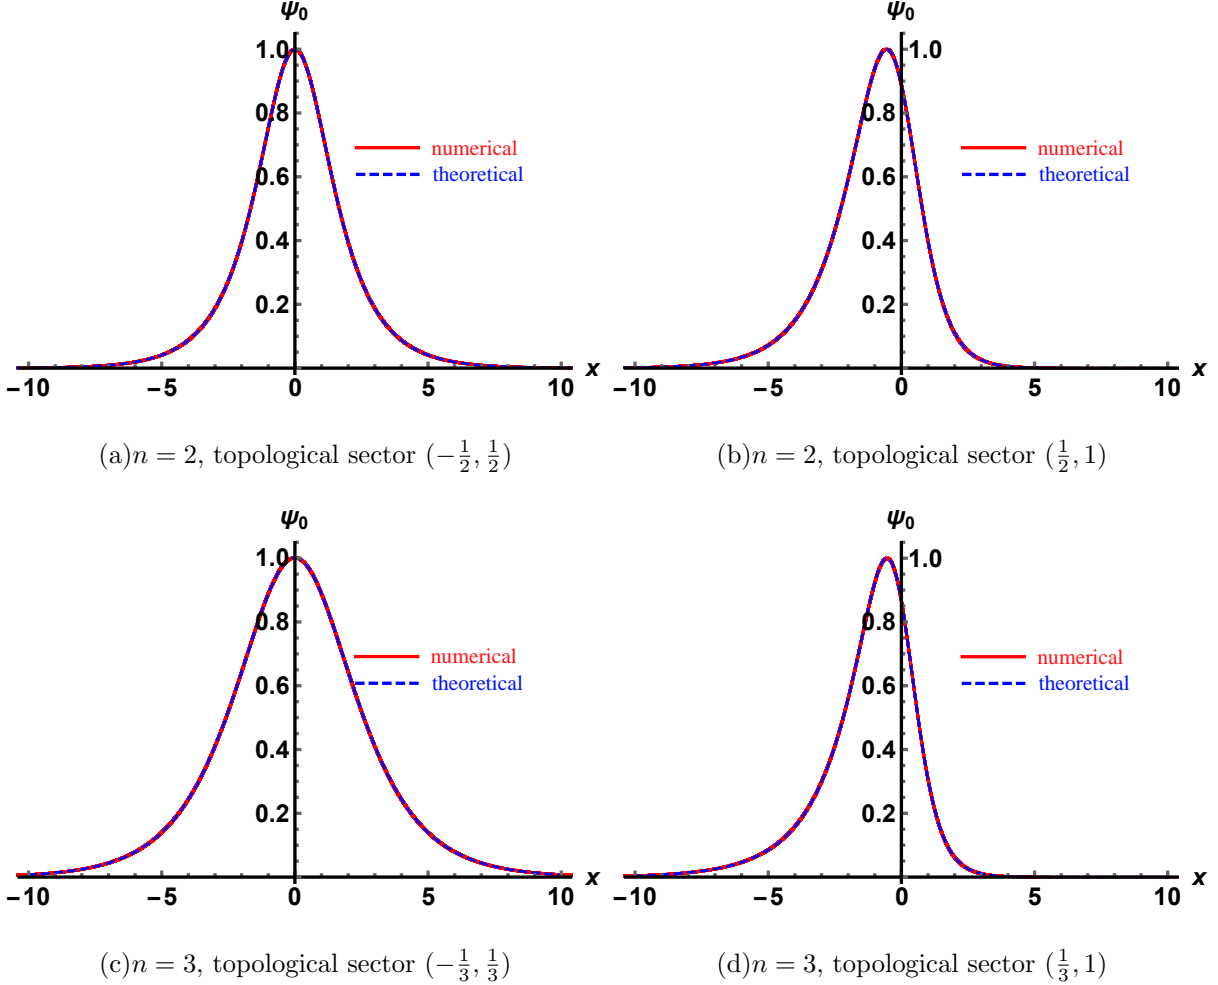 ψ₀
1.0
0.8
0.6
0.4
0.2
numerical
theoretical
−10 −5 0 5 10 x
(a)n = 2, topological sector (−1/2, 1/2)
ψ₀
1.0
0.8
0.6
0.4
0.2
numerical
theoretical
−10 −5 0 5 10 x
(b)n = 2, topological sector (1/2, 1)
ψ₀
1.0
0.8
0.6
0.4
0.2
numerical
theoretical
−10 −5 0 5 10 x
(c)n = 3, topological sector (−1/3, 1/3)
ψ₀
1.0
0.8
0.6
0.4
0.2
numerical
theoretical
−10 −5 0 5 10 x
(d)n = 3, topological sector (1/3, 1)